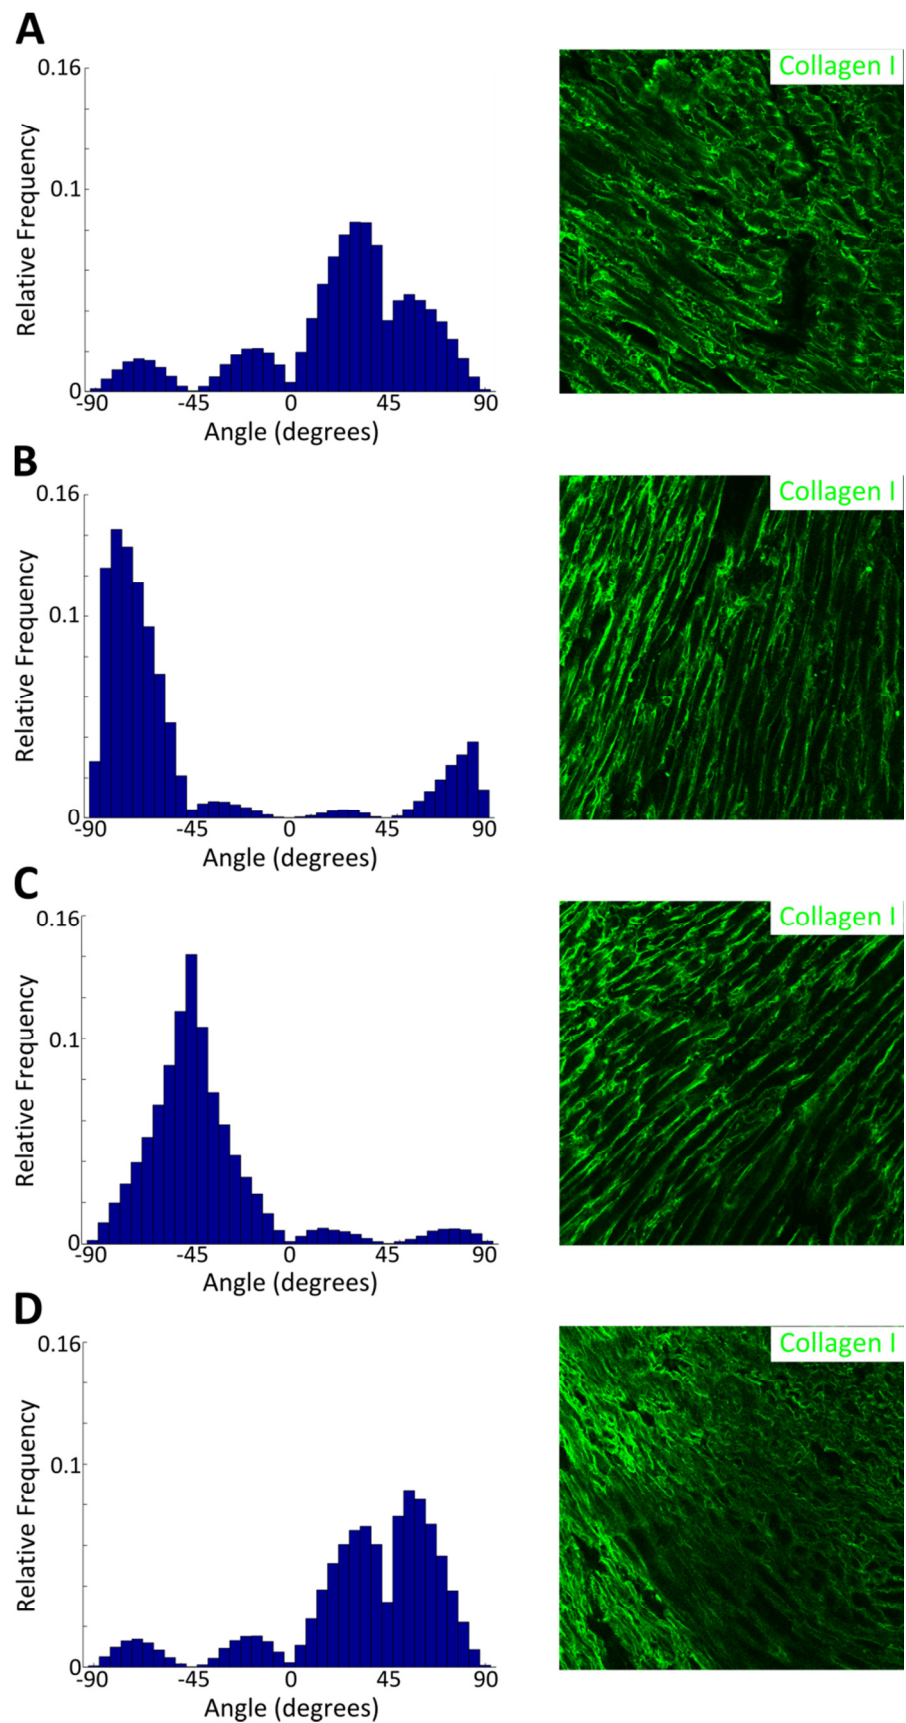 A
0.16
0.1
0
Relative Frequency
-90 -45 0 45 90
Angle (degrees)
Collagen I
B
0.16
0.1
0
Relative Frequency
-90 -45 0 45 90
Angle (degrees)
Collagen I
C
0.16
0.1
0
Relative Frequency
-90 -45 0 45 90
Angle (degrees)
Collagen I
D
0.16
0.1
0
Relative Frequency
-90 -45 0 45 90
Angle (degrees)
Collagen I